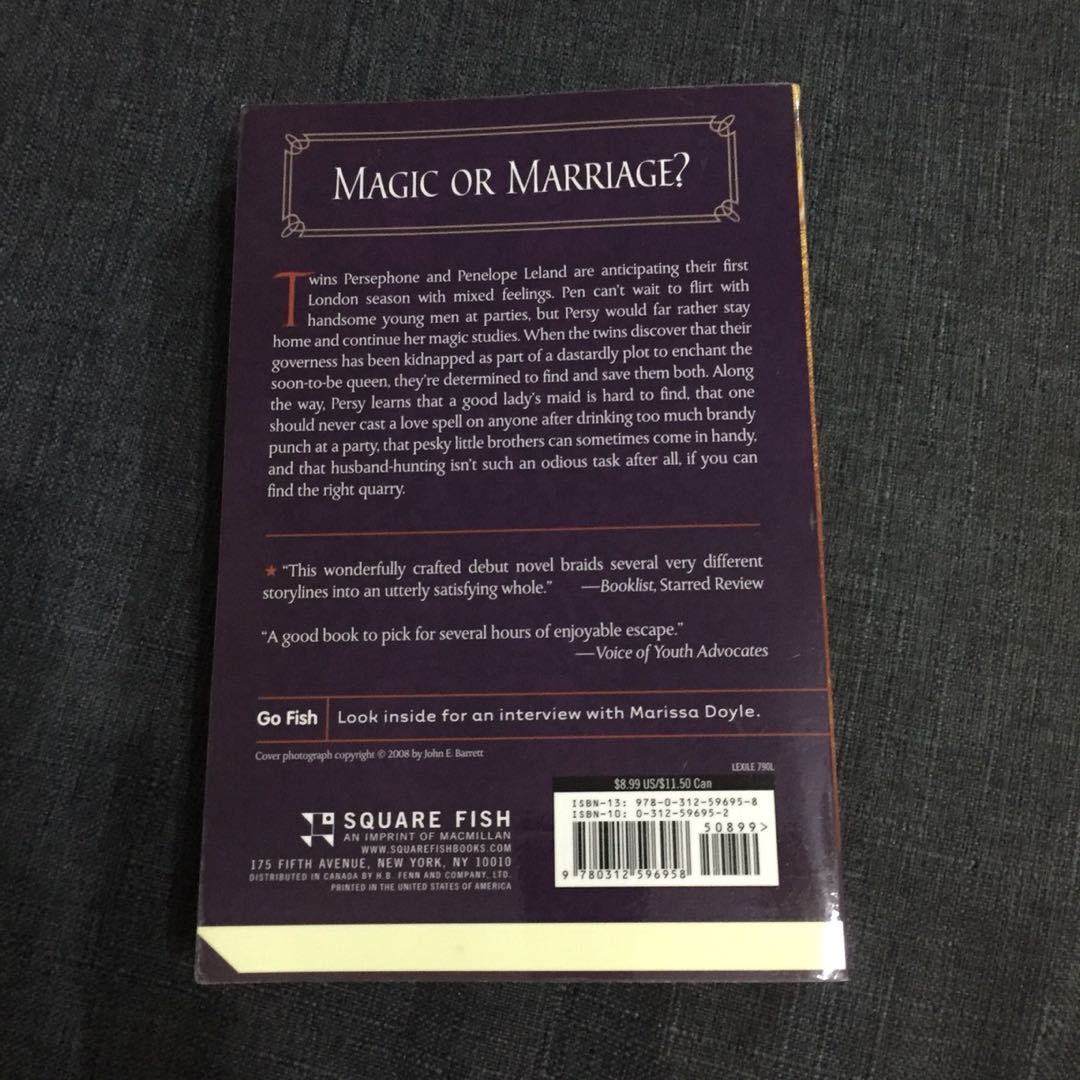 MAGIC OR MARRIAGE?
Twins Persephone and Penelope Leland are anticipating their first
London season with mixed feelings. Pen can't wait to flirt with
handsome young men at parties, but Persy would far rather stay
home and continue her magic studies. When the twins discover that their
governess has been kidnapped as part of a dastardly plot to enchant the
soon-to-be queen, they're determined to find and save them both. Along
the way, Persy learns that a good lady's maid is hard to find, that one
should never cast a love spell on anyone after drinking too much brandy
punch at a party, that pesky little brothers can sometimes come in handy,
and that husband-hunting isn't such an odious task after all, if you can
find the right quarry.
★ “This wonderfully crafted debut novel braids several very different
storylines into an utterly satisfying whole.” —Booklist, Starred Review
“A good book to pick for several hours of enjoyable escape.”
—Voice of Youth Advocates
Go Fish Look inside for an interview with Marissa Doyle.
Cover photograph copyright © 2008 by John E. Barrett
LEXILE 790L
$8.99 US/$11.50 Can
ISBN-13: 978-0-312-59695-8
ISBN-10: 0-312-59695-2
50899>
9 780312 596958
SQUARE FISH
AN IMPRINT OF MACMILLAN
WWW.SQUAREFISHBOOKS.COM
175 FIFTH AVENUE, NEW YORK, NY 10010
DISTRIBUTED IN CANADA BY H.B. FENN AND COMPANY, LTD.
PRINTED IN THE UNITED STATES OF AMERICA